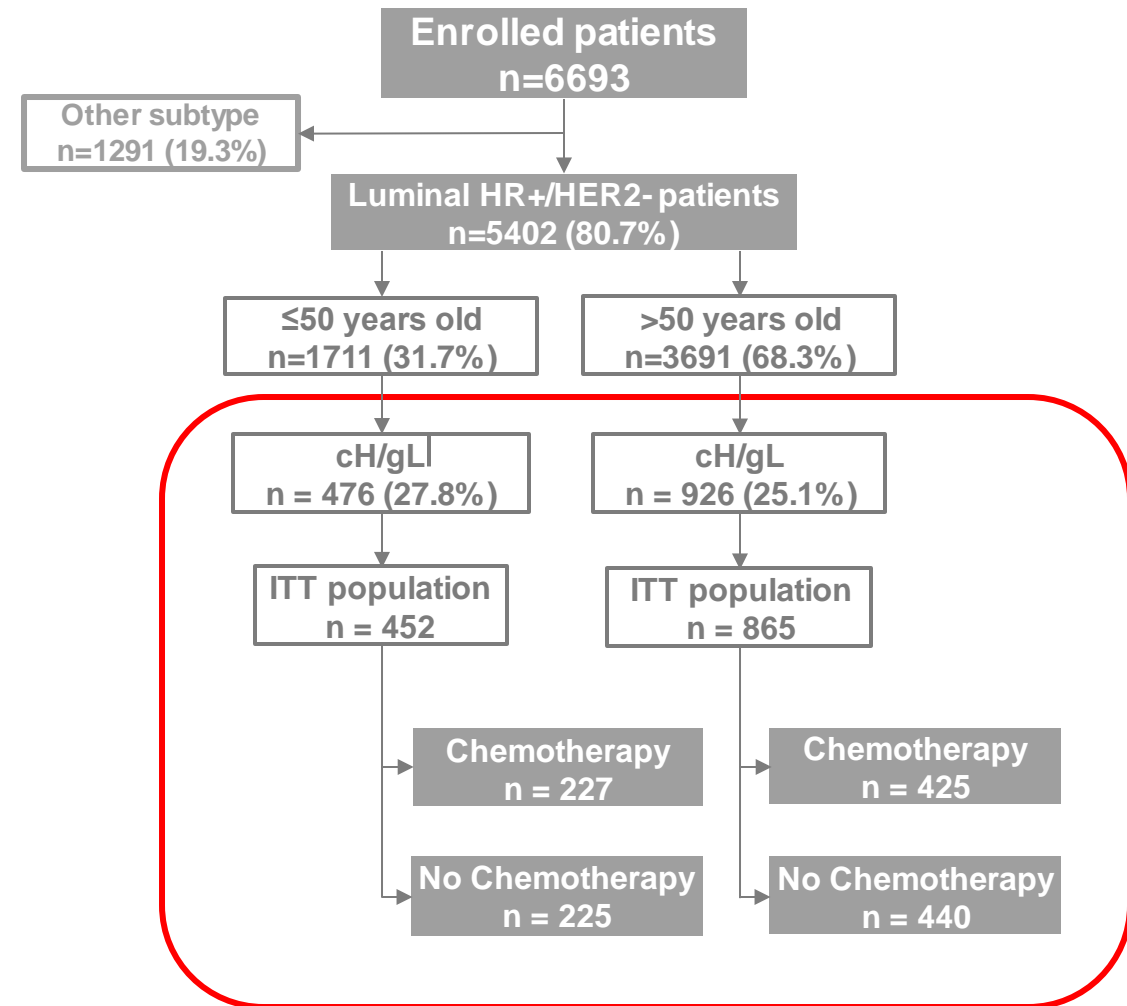 Enrolled patients
n=6693
Other subtype
n=1291 (19.3%)
Luminal HR+/HER2- patients
n=5402 (80.7%)
≤50 years old
n=1711 (31.7%)
>50 years old
n=3691 (68.3%)
cH/gL
n = 476 (27.8%)
cH/gL
n = 926 (25.1%)
ITT population
n = 452
ITT population
n = 865
Chemotherapy
n = 227
Chemotherapy
n = 425
No Chemotherapy
n = 225
No Chemotherapy
n = 440